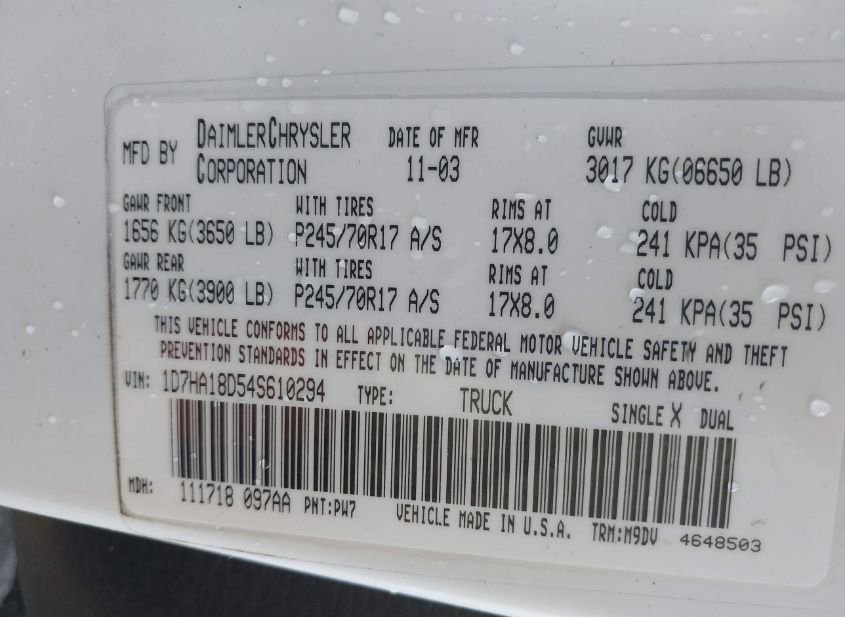 MFD BY DAIMLERCHRYSLER CORPORATION DATE OF MFR 11-03 GVWR 3017 KG(06650 LB)
GAWR FRONT WITH TIRES RIMS AT COLD
1656 KG(3650 LB) P245/70R17 A/S 17X8.0 241 KPA(35 PSI)
GAWR REAR WITH TIRES RIMS AT COLD
1770 KG(3900 LB) P245/70R17 A/S 17X8.0 241 KPA(35 PSI)
THIS VEHICLE CONFORMS TO ALL APPLICABLE FEDERAL MOTOR VEHICLE SAFETY AND THEFT
PREVENTION STANDARDS IN EFFECT ON THE DATE OF MANUFACTURE SHOWN ABOVE.
VIN: 1D7HA18D54S610294 TYPE: TRUCK SINGLE X DUAL
MDH: 111718 097AA PNT:PW7 VEHICLE MADE IN U.S.A. TRM:M9DV 4648503